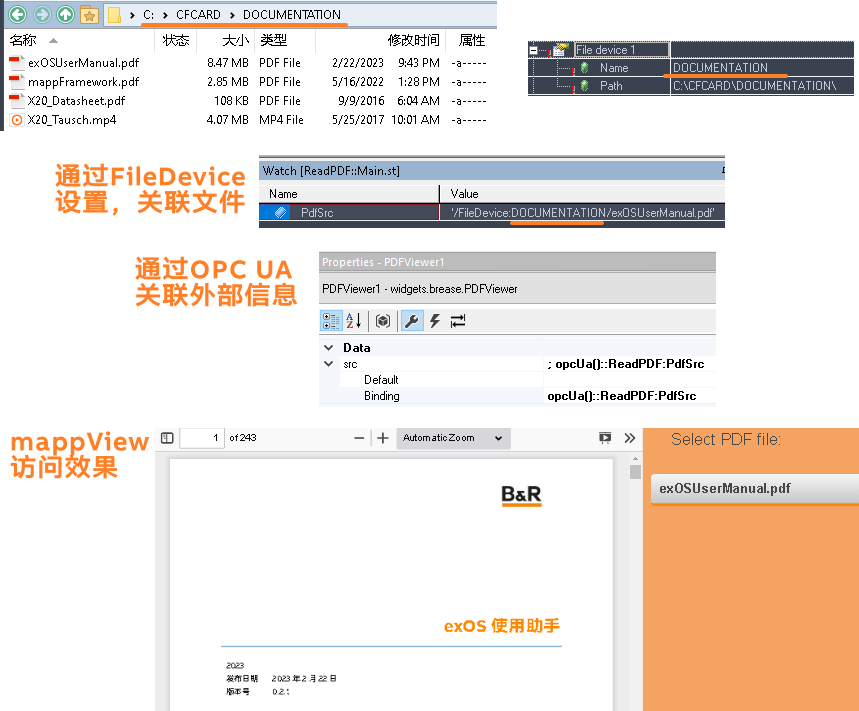 C: > CFCARD > DOCUMENTATION
名称 状态 大小 类型 修改时间 属性
exOSUserManual.pdf 8.47 MB PDF File 2/22/2023 9:43 PM -a-----
mappFramework.pdf 2.85 MB PDF File 5/16/2022 1:28 PM -a-----
X20_Datasheet.pdf 108 KB PDF File 9/9/2016 6:04 AM -a-----
X20_Tausch.mp4 4.07 MB MP4 File 5/25/2017 10:01 AM -a-----
File device 1
Name DOCUMENTATION
Path C:\CFCARD\DOCUMENTATION\
通过FileDevice
设置，关联文件
Watch [ReadPDF::Main.st]
Name Value
PdfSrc '/FileDevice:DOCUMENTATION/exOSUserManual.pdf'
通过OPC UA
关联外部信息
Properties - PDFViewer1
PDFViewer1 - widgets.brease.PDFViewer
Data
src ; opcUa()::ReadPDF:PdfSrc
Default
Binding opcUa()::ReadPDF:PdfSrc
mappView
访问效果
1 of 243 Automatic Zoom
Select PDF file:
exOSUserManual.pdf
B&R
exOS 使用助手
2023
发布日期 2023 年 2 月 22 日
版本号 0.2.1